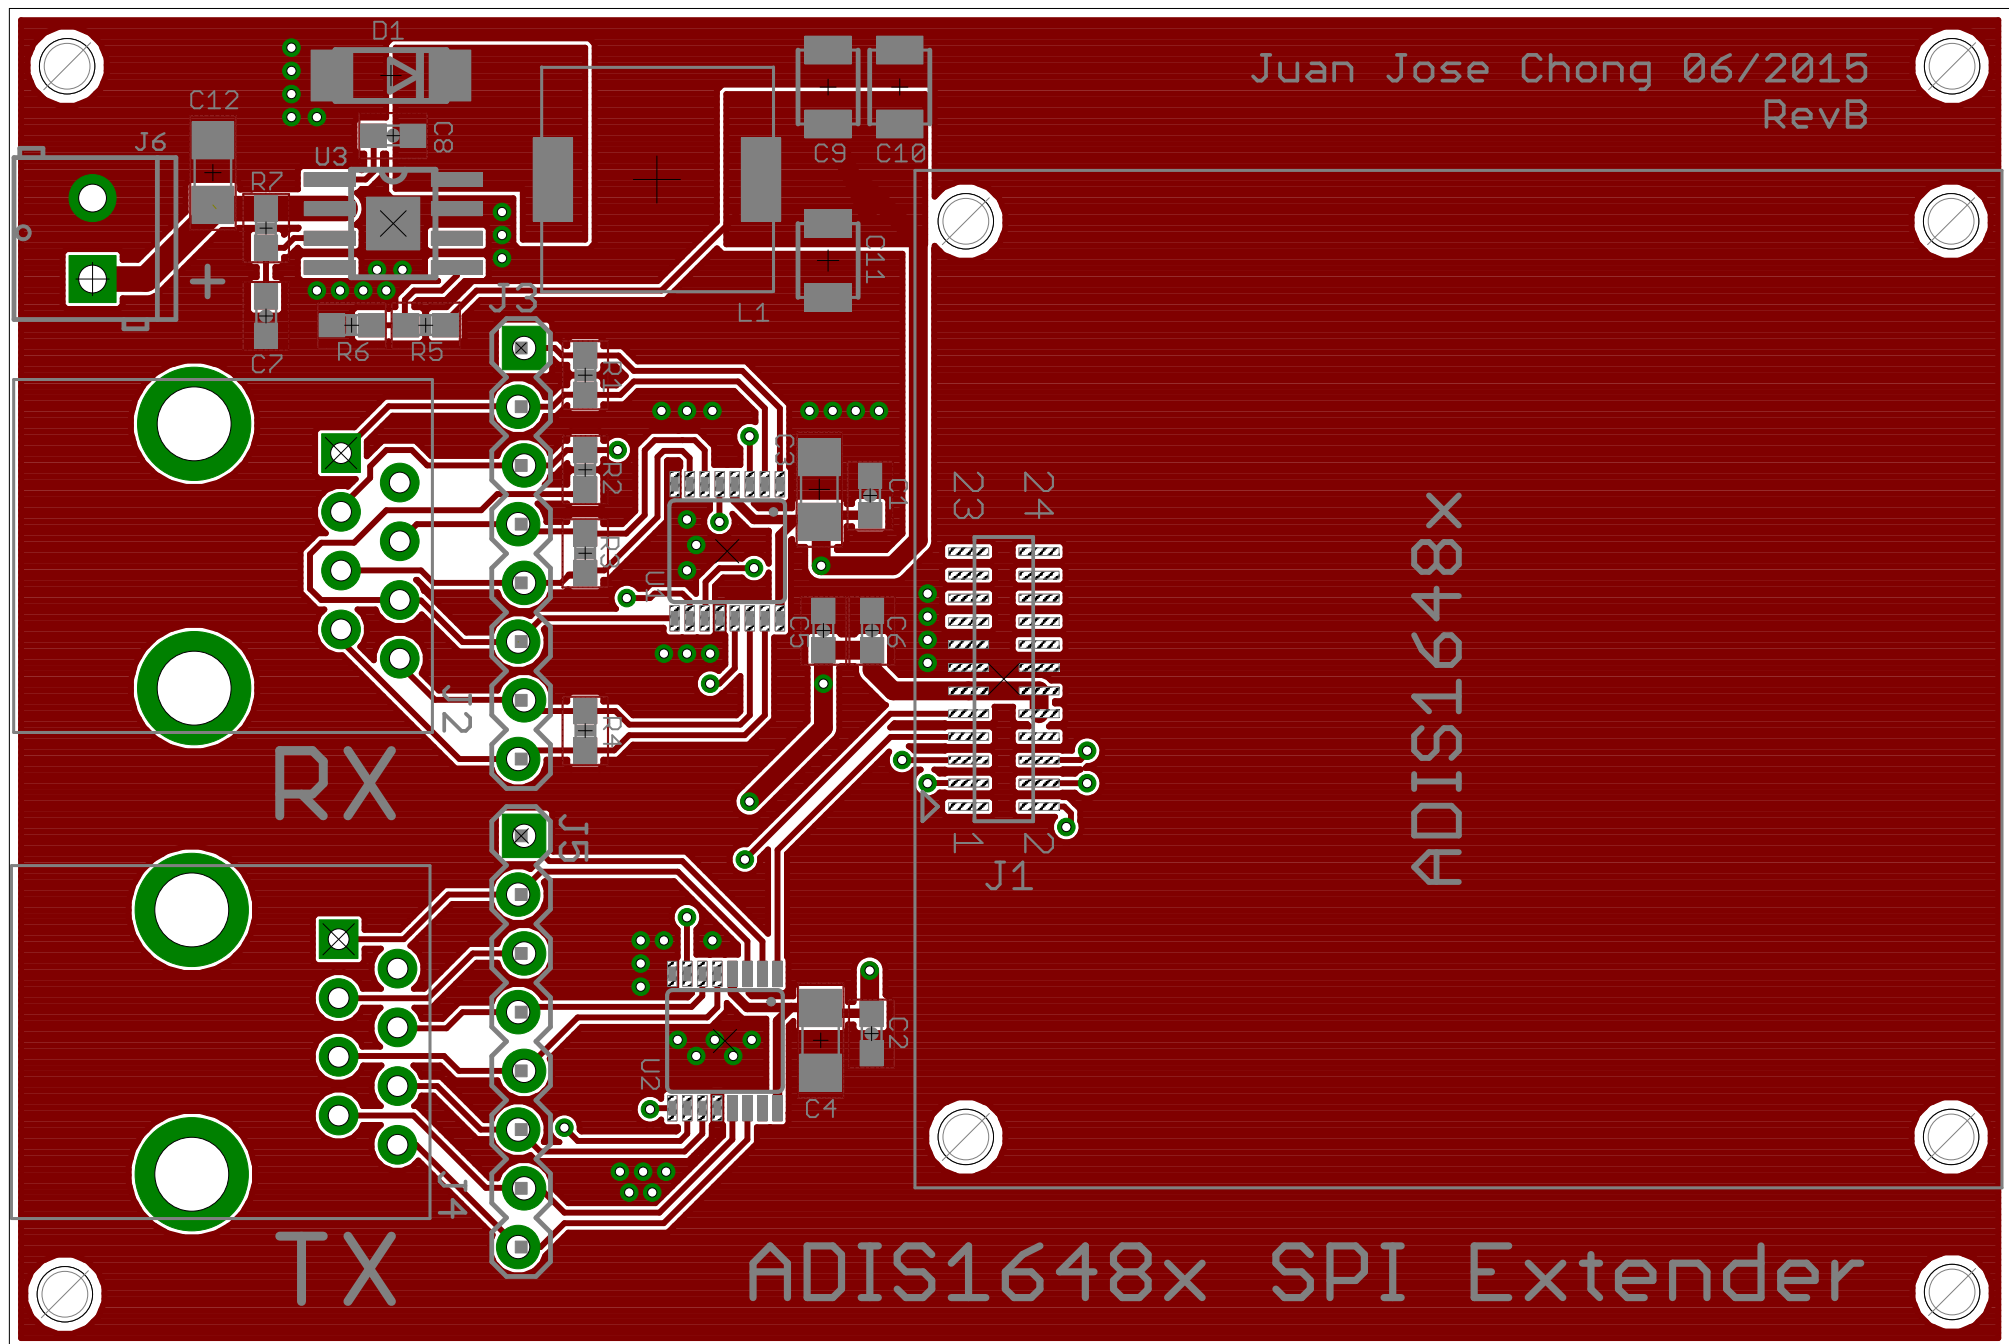 D1
Juan Jose Chong 06/2015
RevB
C12
J6
C8
U3
C9
C10
R7
C11
+
J3
L1
R6
R5
C7
R1
C3
R2
C1
23
24
R3
U1
C5
C6
ADIS1648x
J2
R4
RX
J5
1
2
J1
U2
C2
C4
J4
TX
ADIS1648x SPI Extender